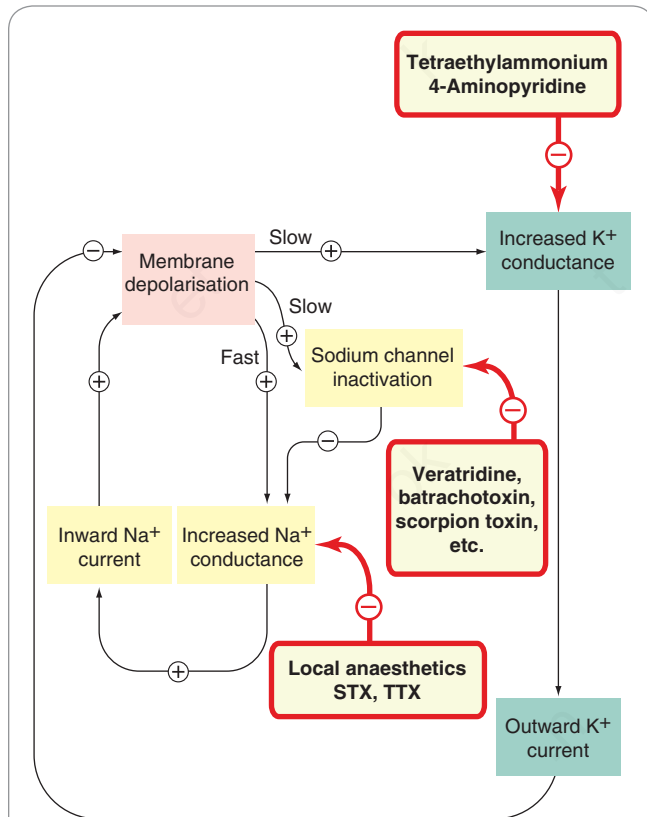 Tetraethylammonium
4-Aminopyridine
−
Slow
+
Increased K+
conductance
−
Membrane
depolarisation
Slow
+
Fast
+
+
Sodium channel
inactivation
−
−
Veratridine,
batrachotoxin,
scorpion toxin,
etc.
Inward Na+
current
Increased Na+
conductance
−
+
Local anaesthetics
STX, TTX
Outward K+
current